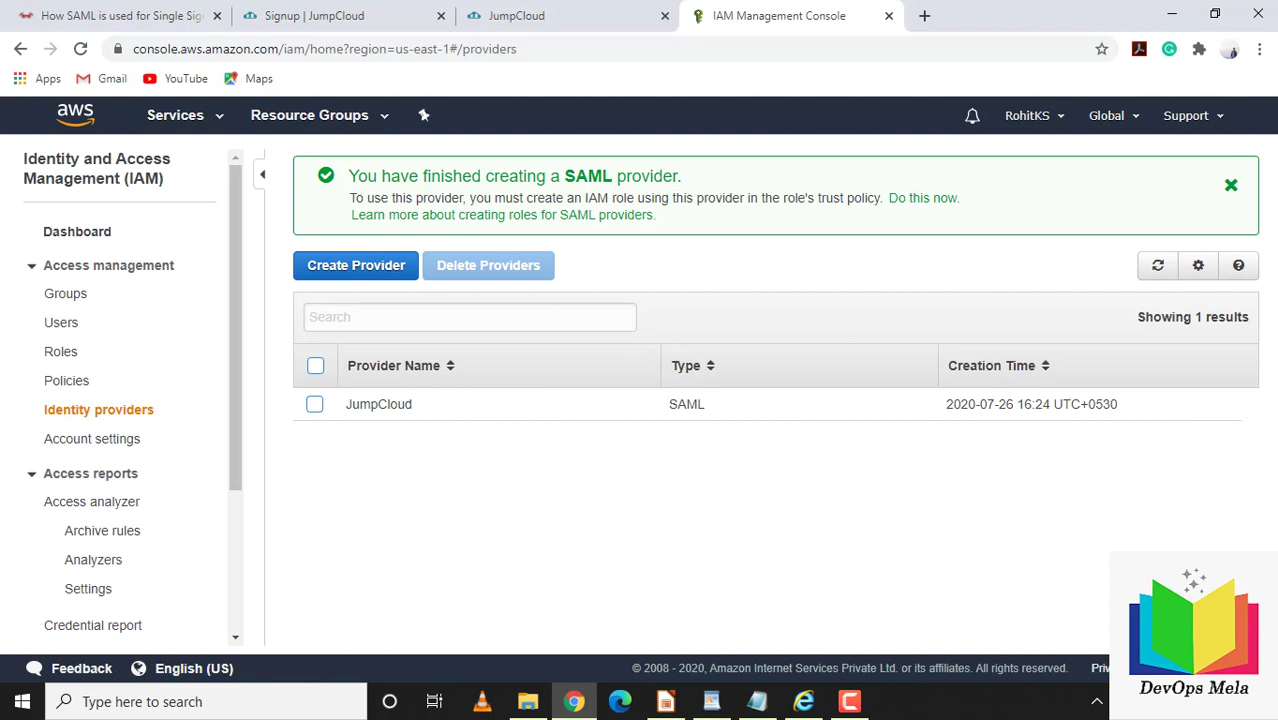 How SAML is used for Single Sig
Signup | JumpCloud
JumpCloud
IAM Management Console
console.aws.amazon.com/iam/home?region=us-east-1#/providers
Apps
Gmail
YouTube
Maps
aws
Services
Resource Groups
RohitKS
Global
Support
Identity and Access
Management (IAM)
Dashboard
Access management
Groups
Users
Roles
Policies
Identity providers
Account settings
Access reports
Access analyzer
Archive rules
Analyzers
Settings
Credential report
You have finished creating a SAML provider.
To use this provider, you must create an IAM role using this provider in the role's trust policy. Do this now.
Learn more about creating roles for SAML providers.
Create Provider
Delete Providers
Search
Showing 1 results
Provider Name
Type
Creation Time
JumpCloud
SAML
2020-07-26 16:24 UTC+0530
DevOps Mela
Feedback
English (US)
© 2008 - 2020, Amazon Internet Services Private Ltd. or its affiliates. All rights reserved.
Type here to search